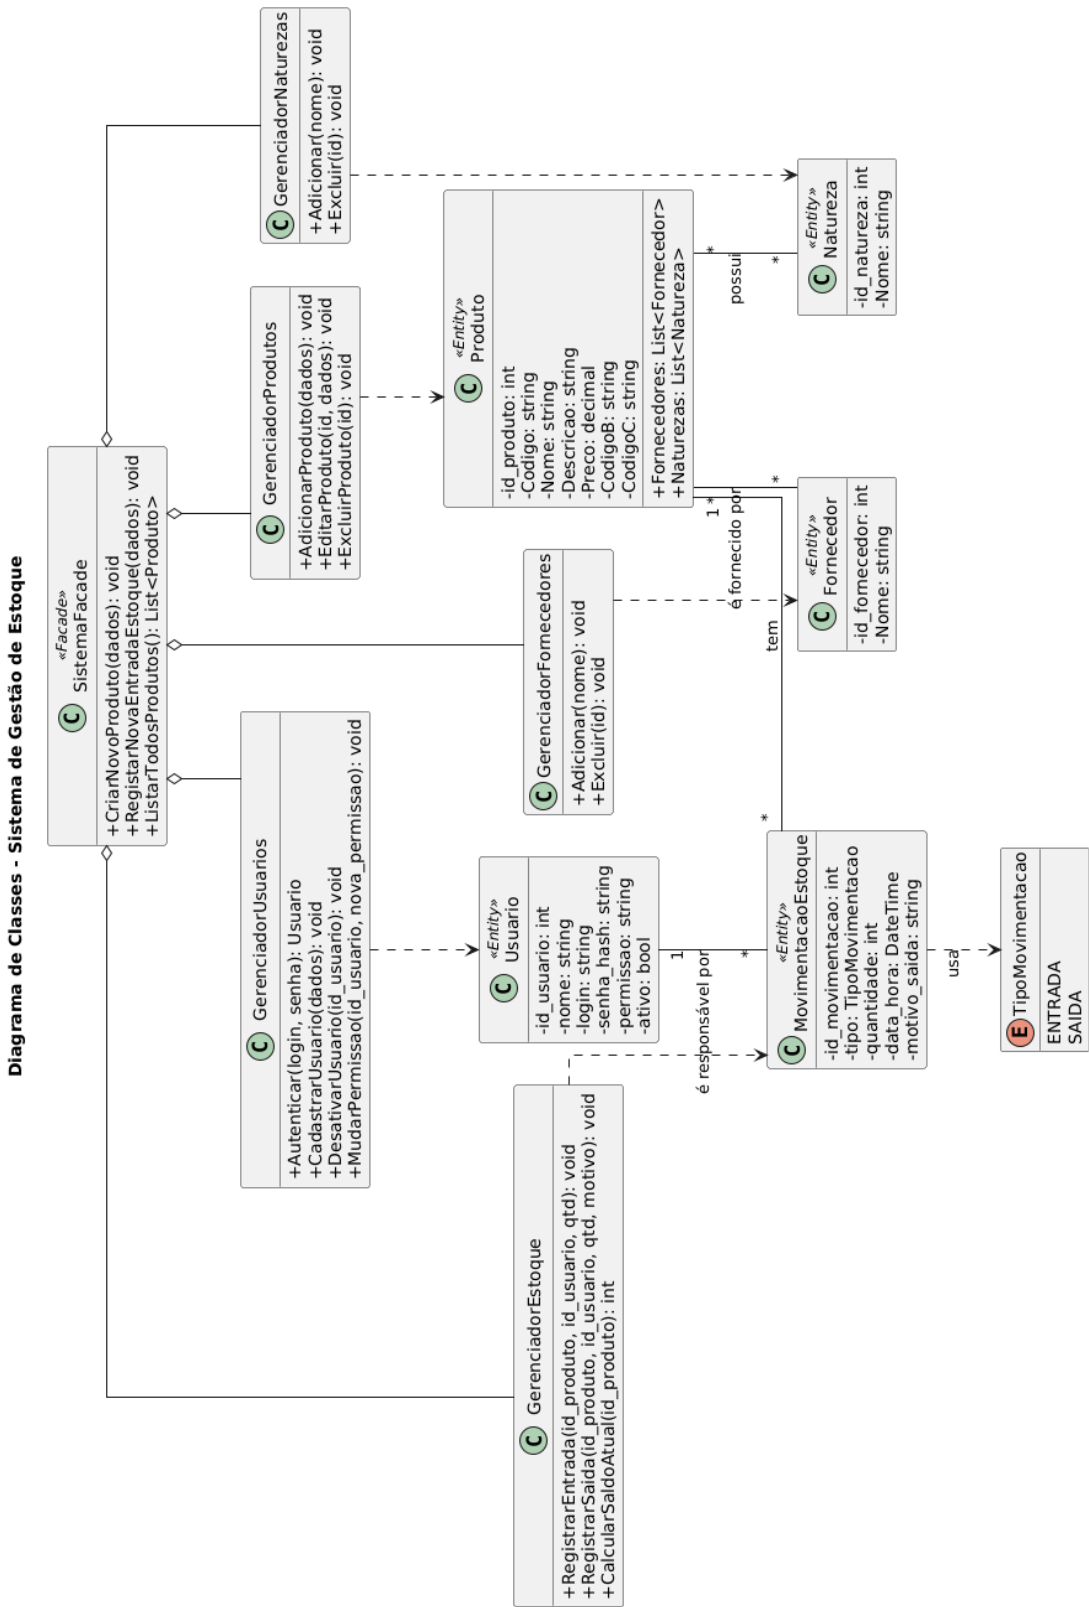 Diagrama de Classes - Sistema de Gestão de Estoque
«Facade»
SistemaFacade
+CriarNovoProduto(dados): void
+RegistarNovaEntradaEstoque(dados): void
+ListarTodosProdutos(): List<Produto>
C
GerenciadorEstoque
+RegistrarEntrada(id_produto, id_usuario, qtd): void
+RegistrarSaida(id_produto, id_usuario, qtd, motivo): void
+CalcularSaldoAtual(id_produto): int
C
GerenciadorUsuarios
+Autenticar(login, senha): Usuario
+CadastrarUsuario(dados): void
+DesativarUsuario(id_usuario): void
+MudarPermissao(id_usuario, nova_permissao): void
C
GerenciadorFornecedores
+Adicionar(nome): void
+Excluir(id): void
C
GerenciadorProdutos
+AdicionarProduto(dados): void
+EditarProduto(id, dados): void
+ExcluirProduto(id): void
C
GerenciadorNaturezas
+Adicionar(nome): void
+Excluir(id): void
C
«Entity»
Usuario
-id_usuario: int
-nome: string
-login: string
-senha_hash: string
-permissao: string
-ativo: bool
C
«Entity»
Produto
-id_produto: int
-Codigo: string
-Nome: string
-Descricao: string
-Preco: decimal
-CodigoB: string
-CodigoC: string
+Fornecedores: List<Fornecedor>
+Naturezas: List<Natureza>
C
1
é responsável por
*
1
tem
*
*
é fornecido por
*
*
possui
*
«Entity»
MovimentacaoEstoque
-id_movimentacao: int
-tipo: TipoMovimentacao
-quantidade: int
-data_hora: DateTime
-motivo_saida: string
C
«Entity»
Fornecedor
-id_fornecedor: int
-Nome: string
C
«Entity»
Natureza
-id_natureza: int
-Nome: string
C
usa
E
TipoMovimentacao
ENTRADA
SAIDA